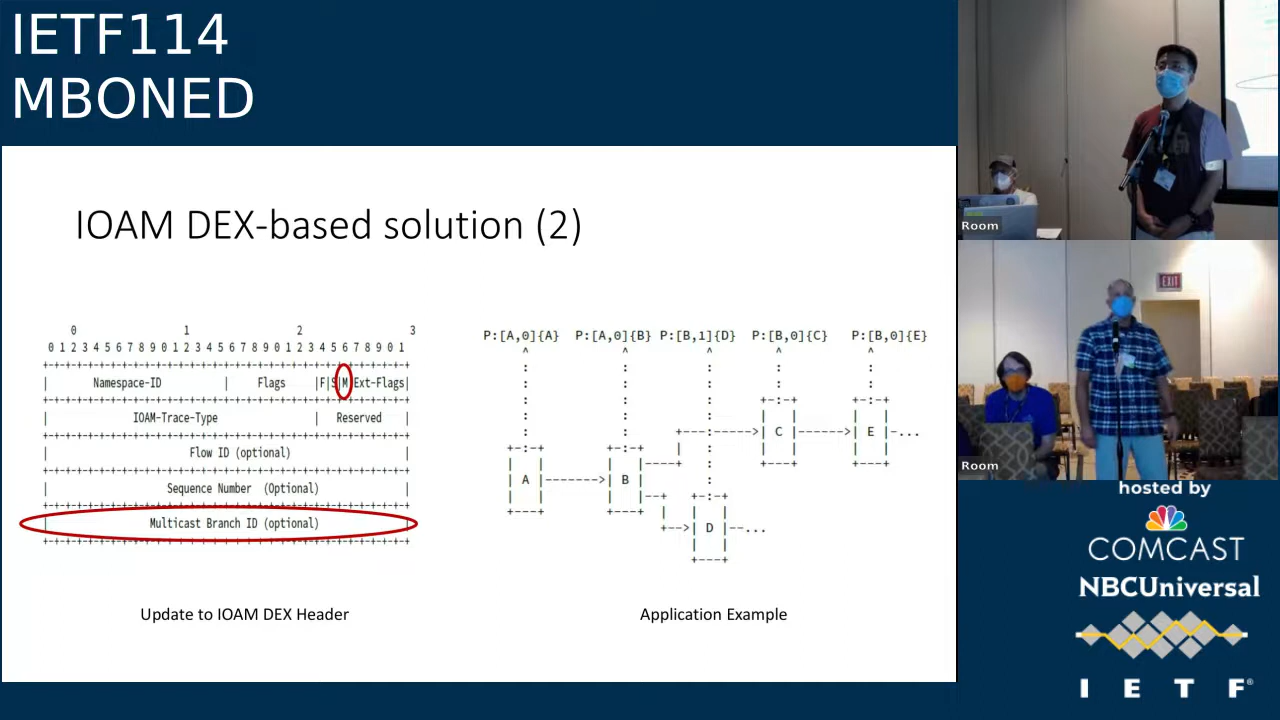 IETF114
MBONED
IOAM DEX-based solution (2)
0 1 2 3
0 1 2 3 4 5 6 7 8 9 0 1 2 3 4 5 6 7 8 9 0 1 2 3 4 5 6 7 8 9 0 1
+-+-+-+-+-+-+-+-+-+-+-+-+-+-+-+-+-+-+-+-+-+-+-+-+-+-+-+-+-+-+-+-+
| Namespace-ID | Flags |F|S|M|Ext-Flags|
+-+-+-+-+-+-+-+-+-+-+-+-+-+-+-+-+-+-+-+-+-+-+-+-+-+-+-+-+-+-+-+-+
| IOAM-Trace-Type | Reserved |
+-+-+-+-+-+-+-+-+-+-+-+-+-+-+-+-+-+-+-+-+-+-+-+-+-+-+-+-+-+-+-+-+
| Flow ID (optional) |
+-+-+-+-+-+-+-+-+-+-+-+-+-+-+-+-+-+-+-+-+-+-+-+-+-+-+-+-+-+-+-+-+
| Sequence Number (Optional) |
+-+-+-+-+-+-+-+-+-+-+-+-+-+-+-+-+-+-+-+-+-+-+-+-+-+-+-+-+-+-+-+-+
| Multicast Branch ID (optional) |
+-+-+-+-+-+-+-+-+-+-+-+-+-+-+-+-+-+-+-+-+-+-+-+-+-+-+-+-+-+-+-+-+
Update to IOAM DEX Header
P:[A,0]{A} P:[A,0]{B} P:[B,1]{D} P:[B,0]{C} P:[B,0]{E}
C E
A B
D
Application Example
Room
EXIT
Room
hosted by
COMCAST
NBCUniversal
I E T F®